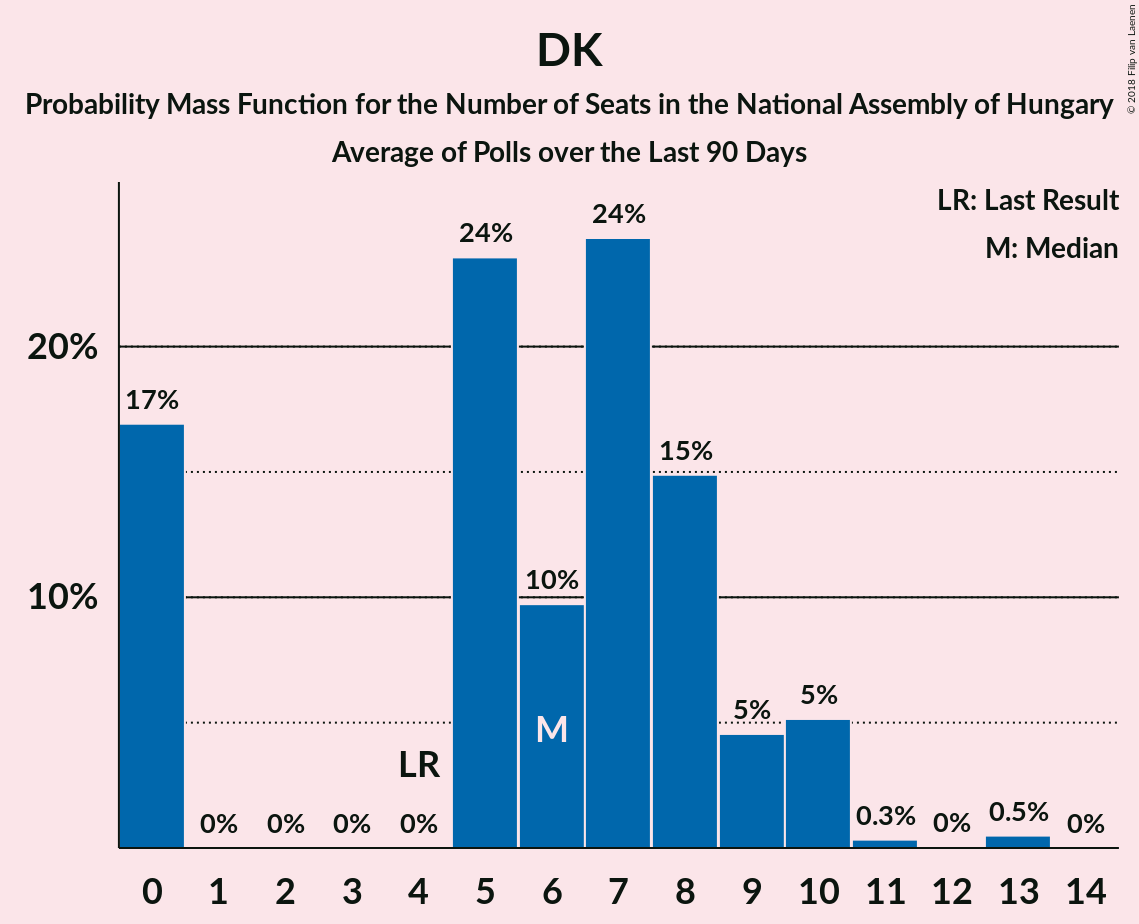 DK
Probability Mass Function for the Number of Seats in the National Assembly of Hungary
Average of Polls over the Last 90 Days
© 2018 Filip van Laenen
LR: Last Result
M: Median
24%
24%
20%
17%
15%
10%
10%
5%
5%
M
LR
0% 0% 0% 0% 0.3% 0% 0.5% 0%
0 1 2 3 4 5 6 7 8 9 10 11 12 13 14